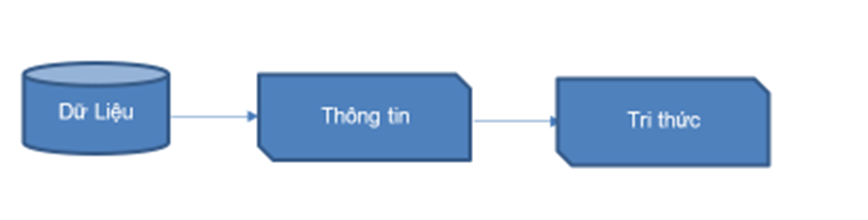 Dữ Liệu
Thông tin
Tri thức